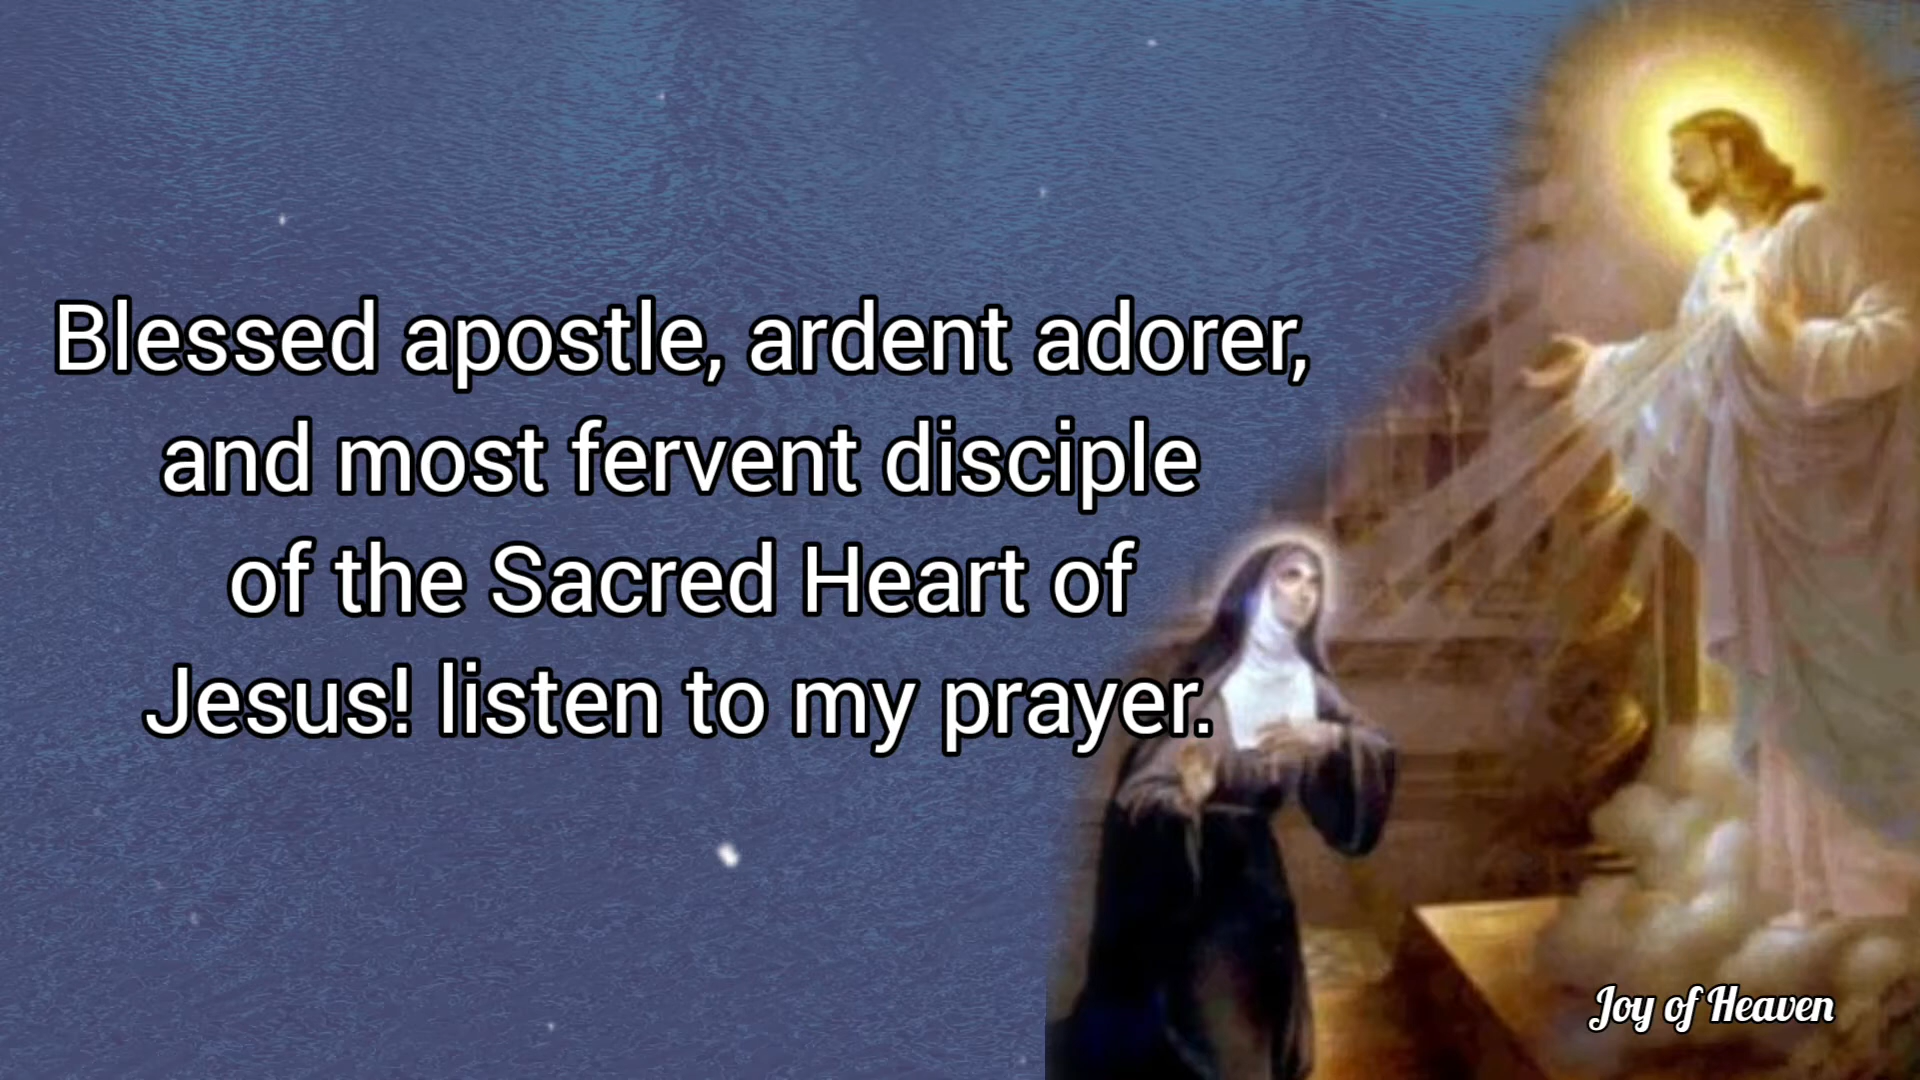 Blessed apostle, ardent adorer,
and most fervent disciple
of the Sacred Heart of
Jesus! listen to my prayer.
Joy of Heaven